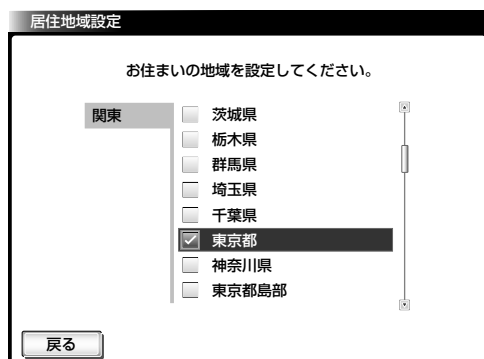 居住地域設定
お住まいの地域を設定してください。
関東
茨城県
栃木県
群馬県
埼玉県
千葉県
東京都
神奈川県
東京都島部
戻る